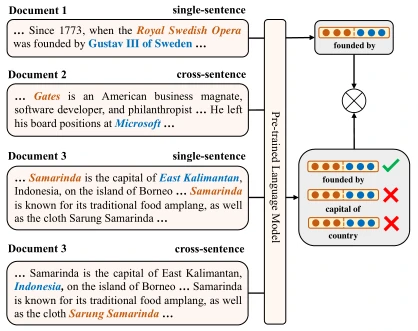 Document 1 single-sentence
... Since 1773, when the Royal Swedish Opera
was founded by Gustav III of Sweden ...
founded by
Document 2 cross-sentence
... Gates is an American business magnate,
software developer, and philanthropist ... He left
his board positions at Microsoft ...
Pre-trained Language Model
Document 3 single-sentence
... Samarinda is the capital of East Kalimantan,
Indonesia, on the island of Borneo ... Samarinda
is known for its traditional food amplang, as well
as the cloth Sarung Samarinda ...
founded by
capital of
country
Document 3 cross-sentence
... Samarinda is the capital of East Kalimantan,
Indonesia, on the island of Borneo ... Samarinda
is known for its traditional food amplang, as well
as the cloth Sarung Samarinda ...